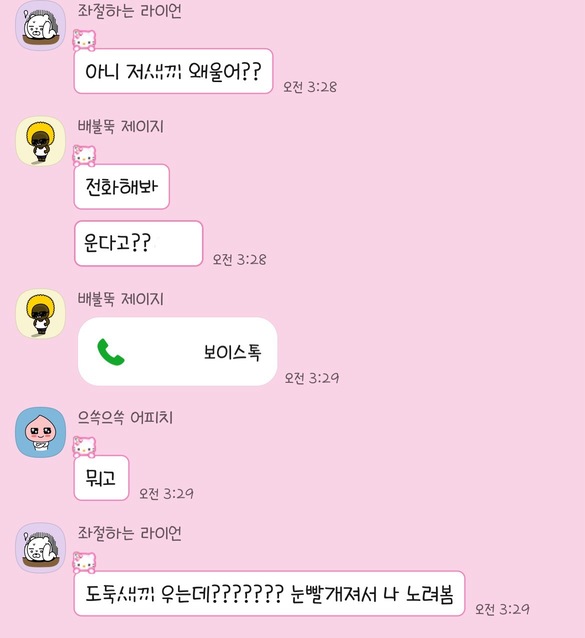 좌절하는 라이언
아니 저새끼 왜울어??
오전 3:28
배불뚝 제이지
전화해봐
운다고??
오전 3:28
배불뚝 제이지
보이스톡
오전 3:29
으쓱으쓱 어피치
뭐고
오전 3:29
좌절하는 라이언
도둑새끼 우는데??????? 눈빨개져서 나 노려봄
오전 3:29